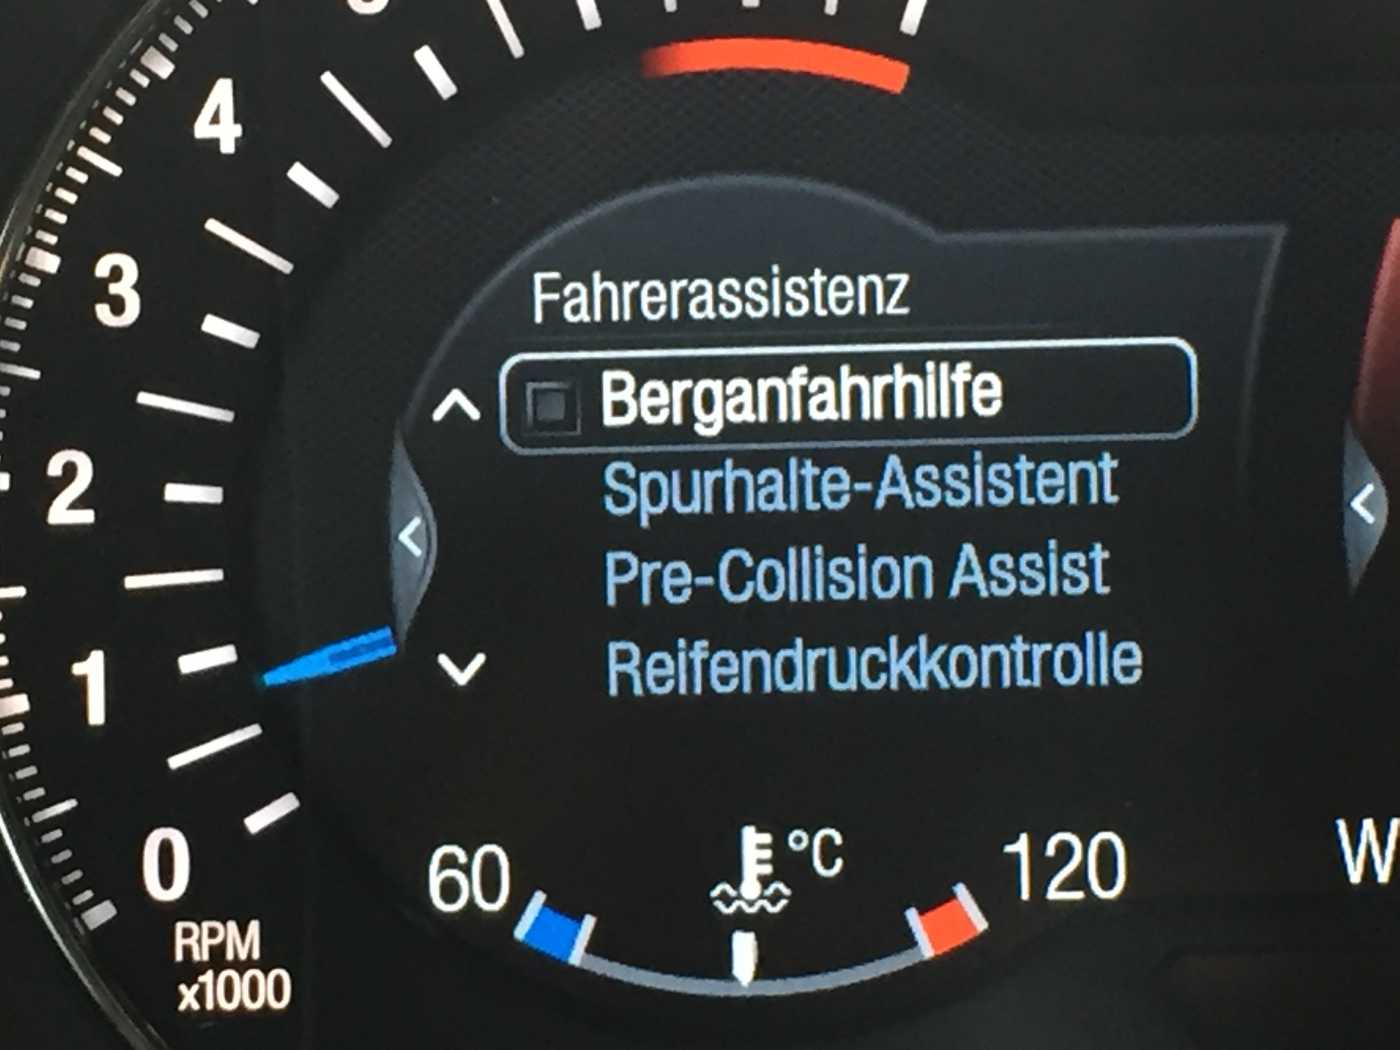 4
3
2
1
0
RPM
x1000
Fahrerassistenz
Berganfahrhilfe
Spurhalte-Assistent
Pre-Collision Assist
Reifendruckkontrolle
60
°C
120
W